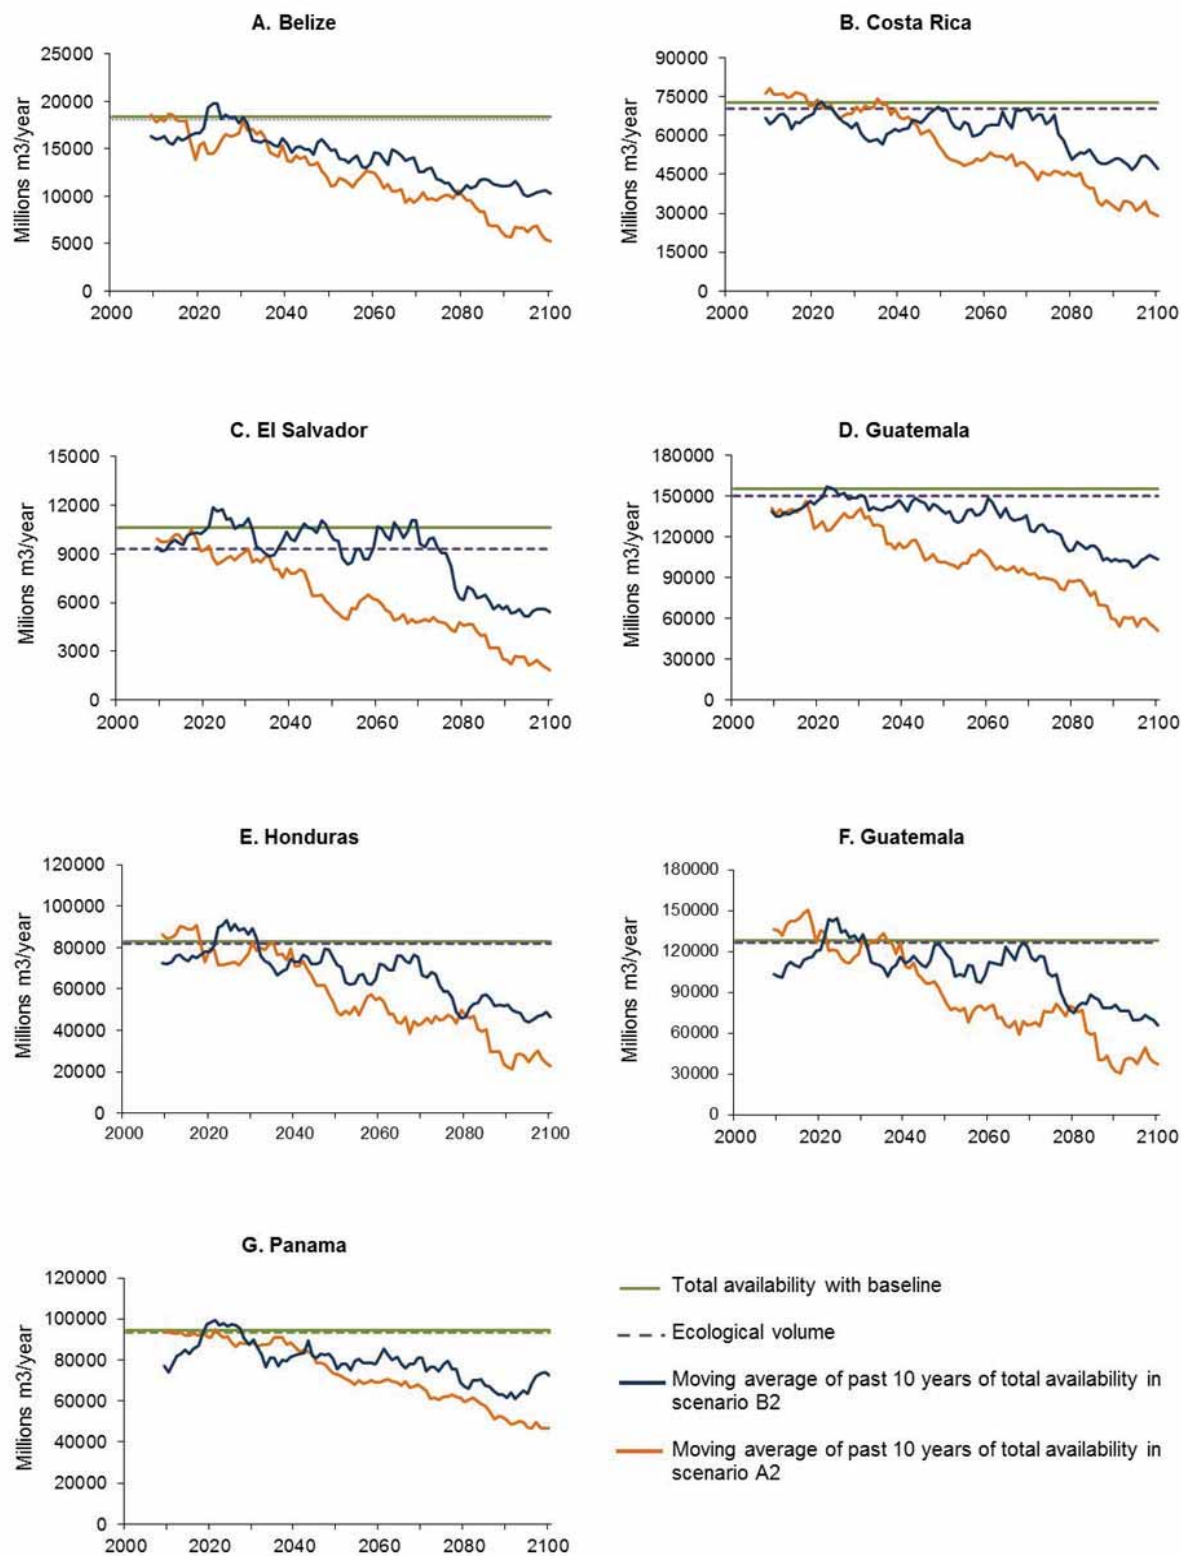 A. Belize
25000
20000
15000
10000
5000
0
Millions m3/year
2000 2020 2040 2060 2080 2100
B. Costa Rica
90000
75000
60000
45000
30000
15000
0
Millions m3/year
2000 2020 2040 2060 2080 2100
C. El Salvador
15000
12000
9000
6000
3000
0
Milions m3/year
2000 2020 2040 2060 2080 2100
D. Guatemala
180000
150000
120000
90000
60000
30000
0
Millions m3/year
2000 2020 2040 2060 2080 2100
E. Honduras
120000
100000
80000
60000
40000
20000
0
Millions m3/year
2000 2020 2040 2060 2080 2100
F. Guatemala
180000
150000
120000
90000
60000
30000
0
Millions m3/year
2000 2020 2040 2060 2080 2100
G. Panama
120000
100000
80000
60000
40000
20000
0
Millions m3/year
2000 2020 2040 2060 2080 2100
Total availability with baseline
Ecological volume
Moving average of past 10 years of total availability in
scenario B2
Moving average of past 10 years of total availability in
scenario A2